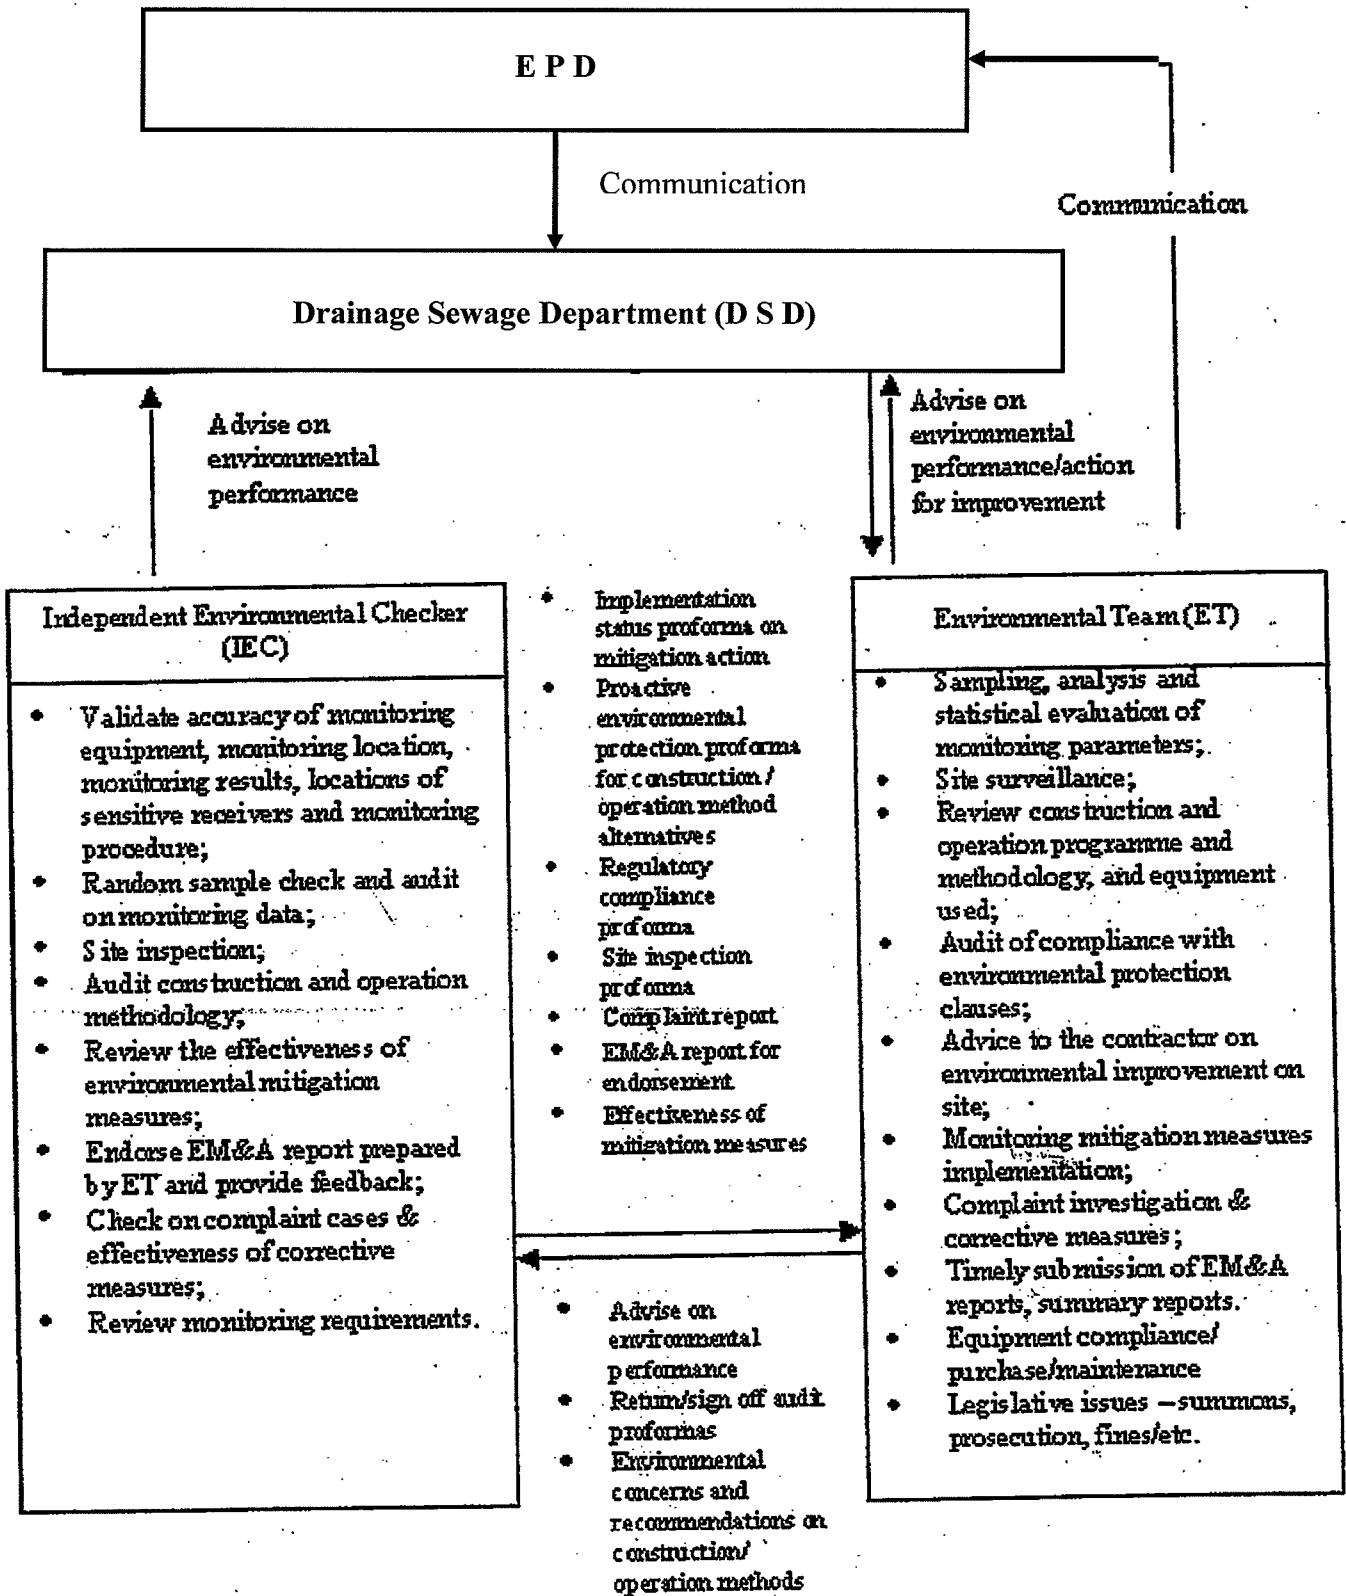 E P D
Communication
Communication
Drainage Sewage Department (D S D)
Advise on
environmental
performance
Advise on
environmental
performance/action
for improvement
Independent Environmental Checker
(IEC)
• Validate accuracy of monitoring
equipment, monitoring location,
monitoring results, locations of
sensitive receivers and monitoring
procedure;
• Random sample check and audit
on monitoring data;
• Site inspection;
• Audit construction and operation
methodology;
• Review the effectiveness of
environmental mitigation
measures;
• Endorse EM&A report prepared
by ET and provide feedback;
• Check on complaint cases &
effectiveness of corrective
measures;
• Review monitoring requirements.
• Implementation
status proforma on
mitigation action
• Proactive
environmental
protection proforma
for construction/
operation method
alternatives
• Regulatory
compliance
proforma
• Site inspection
proforma
• Complaint report
• EM&A report for
endorsement
• Effectiveness of
mitigation measures
• Advise on
environmental
performance
• Return/sign off audit
proformas
• Environmental
concerns and
recommendations on
construction/
operation methods
Environmental Team (ET)
• Sampling, analysis and
statistical evaluation of
monitoring parameters;
• Site surveillance;
• Review construction and
operation programme and
methodology, and equipment
used;
• Audit of compliance with
environmental protection
clauses;
• Advice to the contractor on
environmental improvement on
site;
• Monitoring mitigation measures
implementation;
• Complaint investigation &
corrective measures;
• Timely submission of EM&A
reports, summary reports.
• Equipment compliance/
purchase/maintenance
• Legislative issues – summons,
prosecution, fines/etc.